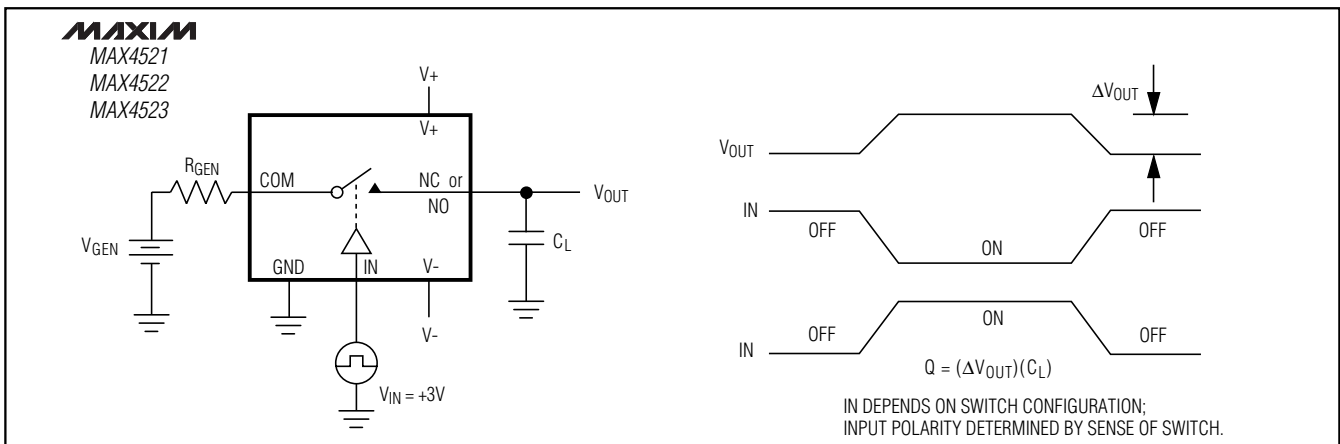 MAXIM
MAX4521
MAX4522
MAX4523
V+
V+
RGEN
COM
NC or
NO
VOUT
VGEN
CL
GND
IN
V-
V-
VIN = +3V
ΔVOUT
VOUT
IN
OFF
ON
OFF
IN
OFF
ON
OFF
Q = (ΔVOUT)(CL)
IN DEPENDS ON SWITCH CONFIGURATION;
INPUT POLARITY DETERMINED BY SENSE OF SWITCH.